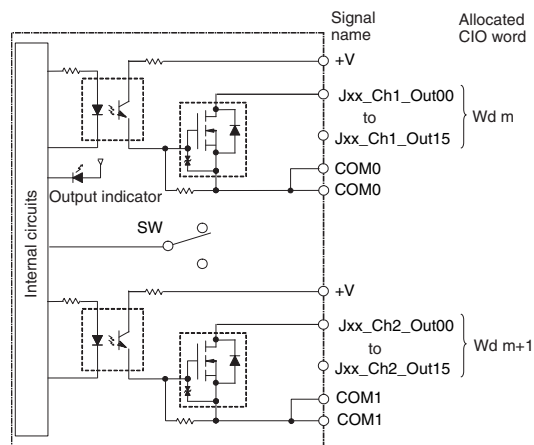 Signal name
Allocated CIO word
+V
Jxx_Ch1_Out00
to
Jxx_Ch1_Out15
Wd m
COM0
COM0
Output indicator
Internal circuits
SW
+V
Jxx_Ch2_Out00
to
Jxx_Ch2_Out15
Wd m+1
COM1
COM1